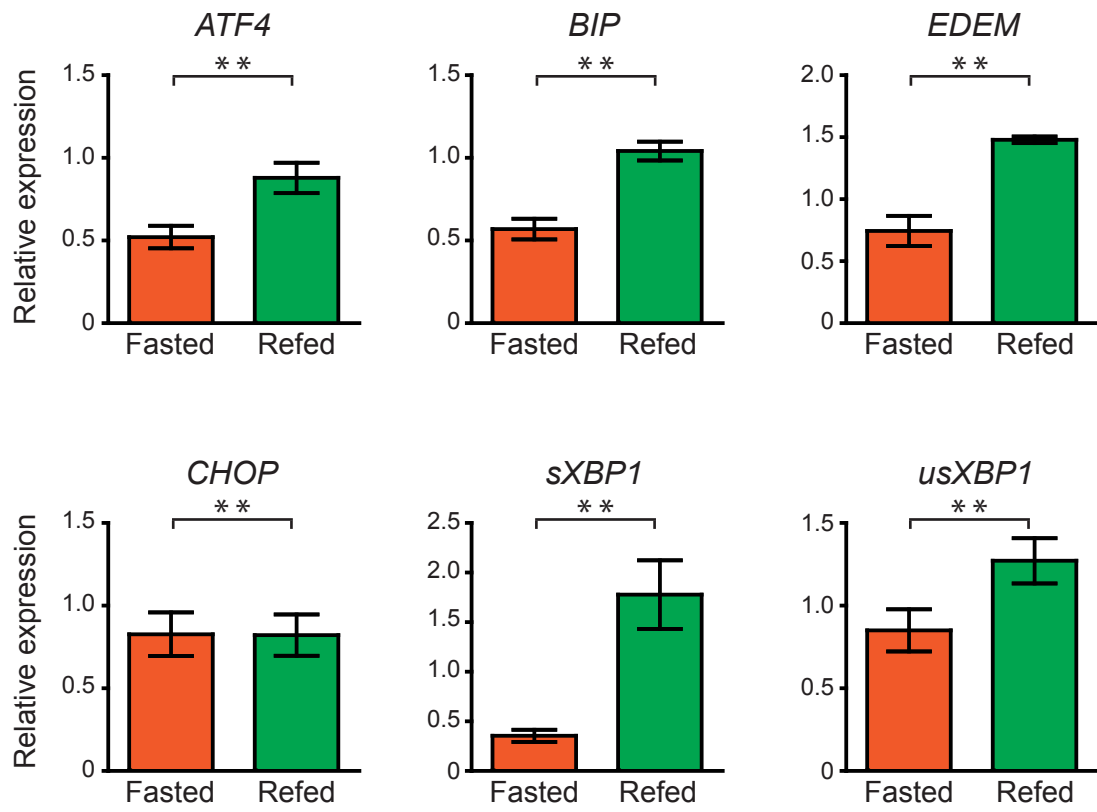 ATF4
BIP
EDEM
**
**
**
Relative expression
1.5
1.0
0.5
0
Fasted
Refed
1.5
1.0
0.5
0
Fasted
Refed
2.0
1.5
1.0
0.5
0
Fasted
Refed
CHOP
sXBP1
usXBP1
**
**
**
Relative expression
1.5
1.0
0.5
0
Fasted
Refed
2.5
2.0
1.5
1.0
0.5
0
Fasted
Refed
1.5
1.0
0.5
0
Fasted
Refed